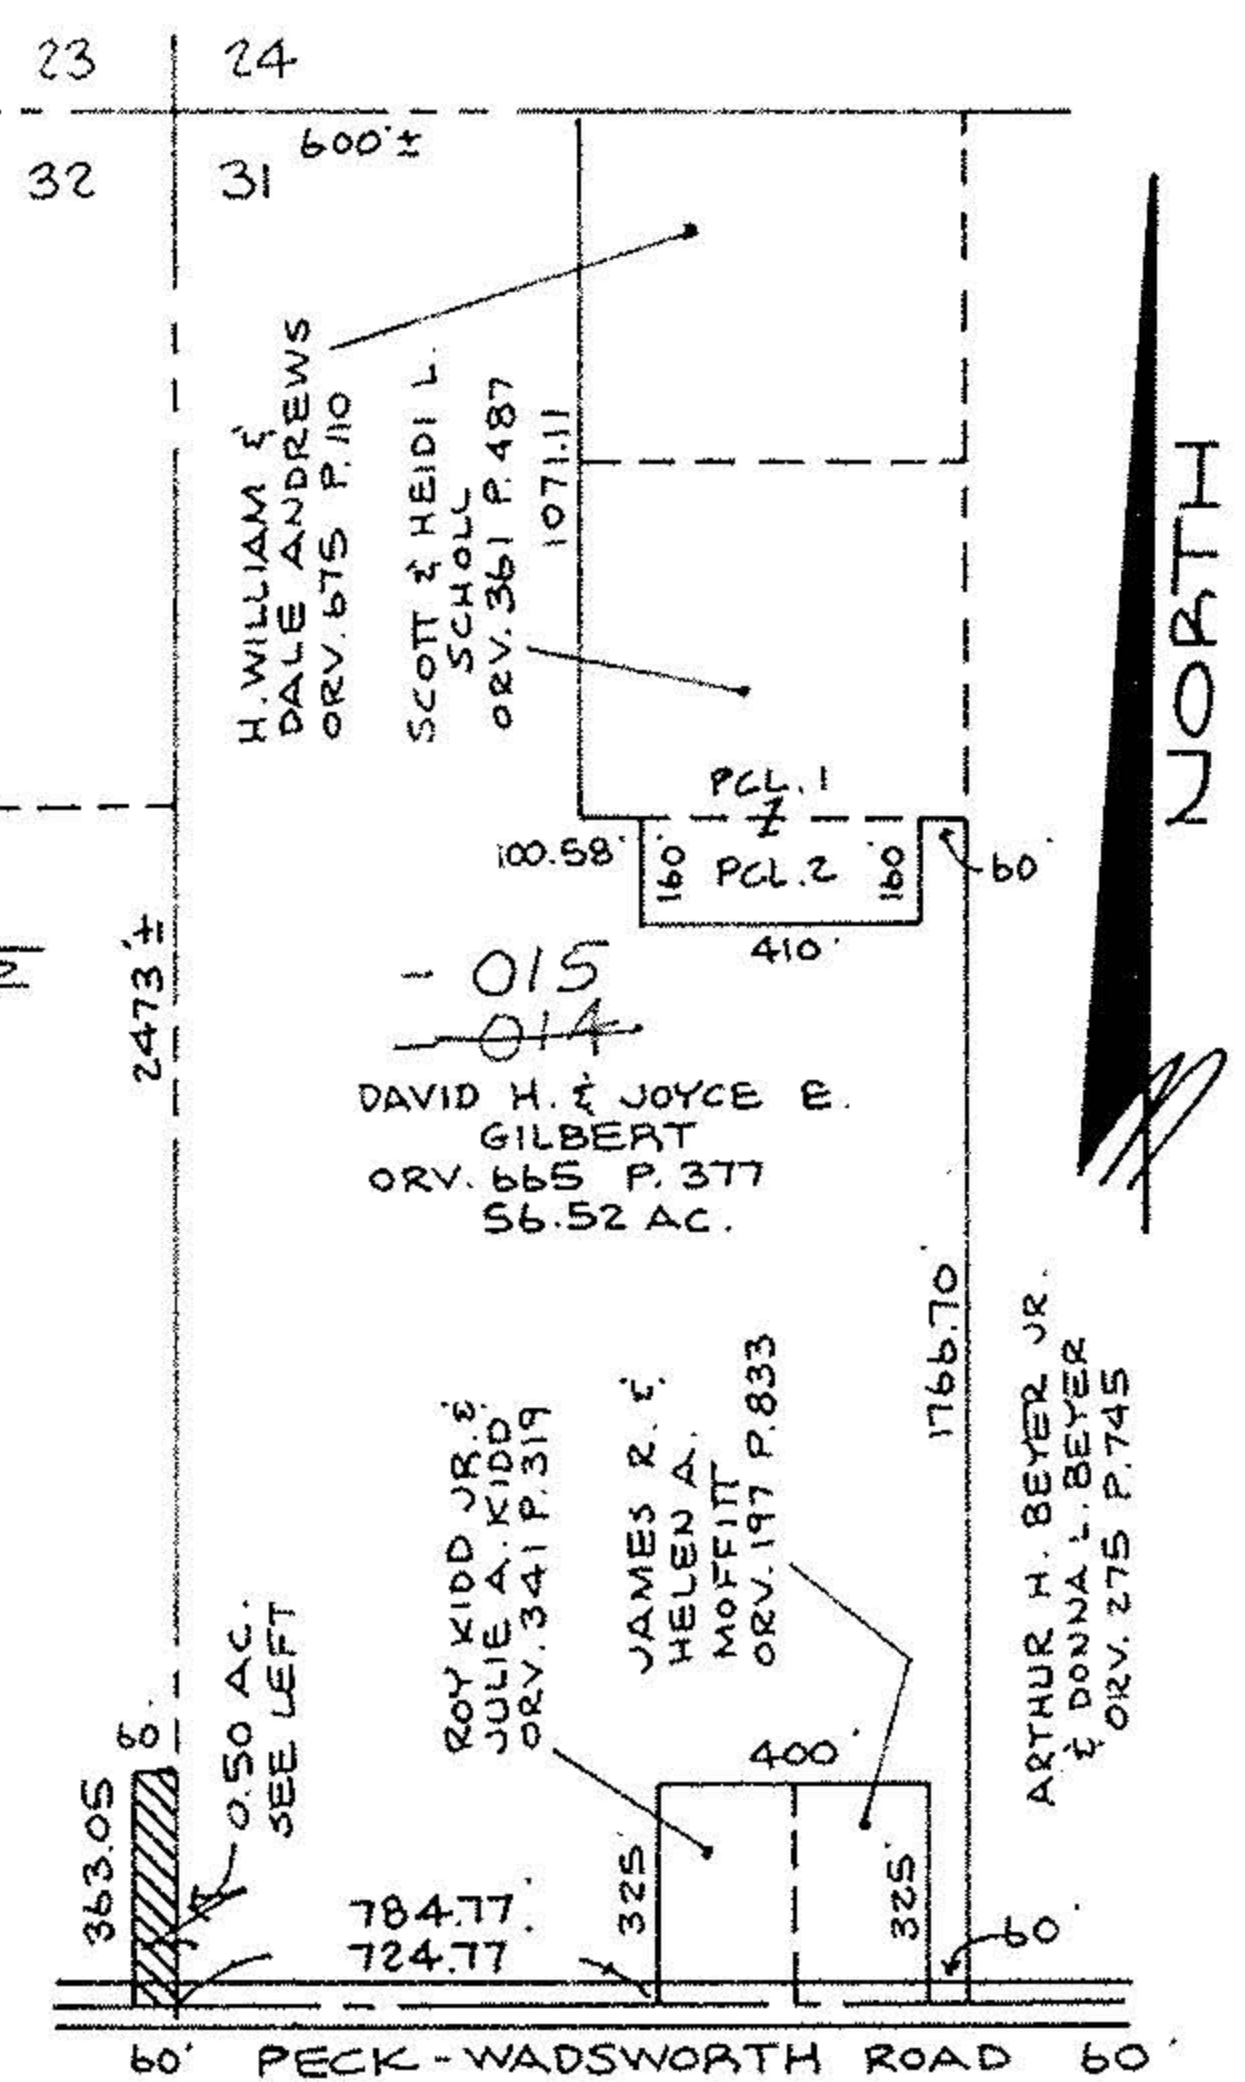 23
24
32
31
600'±
H. WILLIAM &
DALE ANDREWS
ORV. 675 P. 110
SCOTT & HEIDI L.
SCHOLL
ORV. 361 P. 487
1071.11
NORTH
PCL. 1
Z
PCL. 2
100.58'
160
160
60'
410'
2473'±
- 015
- 014
DAVID H. & JOYCE E.
GILBERT
ORV. 665 P. 377
56.52 AC.
1766.70'
ARTHUR H. BEYER JR.
& DONNA L. BEYER
ORV. 275 P. 745
ROY KIDD JR. &
JULIE A. KIDD
ORV. 341 P. 319
JAMES R. &
HELEN A.
MOFFITT
ORV. 197 P. 833
0.50 AC.
SEE LEFT
363.05
400'
325'
325'
784.77'
724.77'
60'
60' PECK-WADSWORTH ROAD 60'